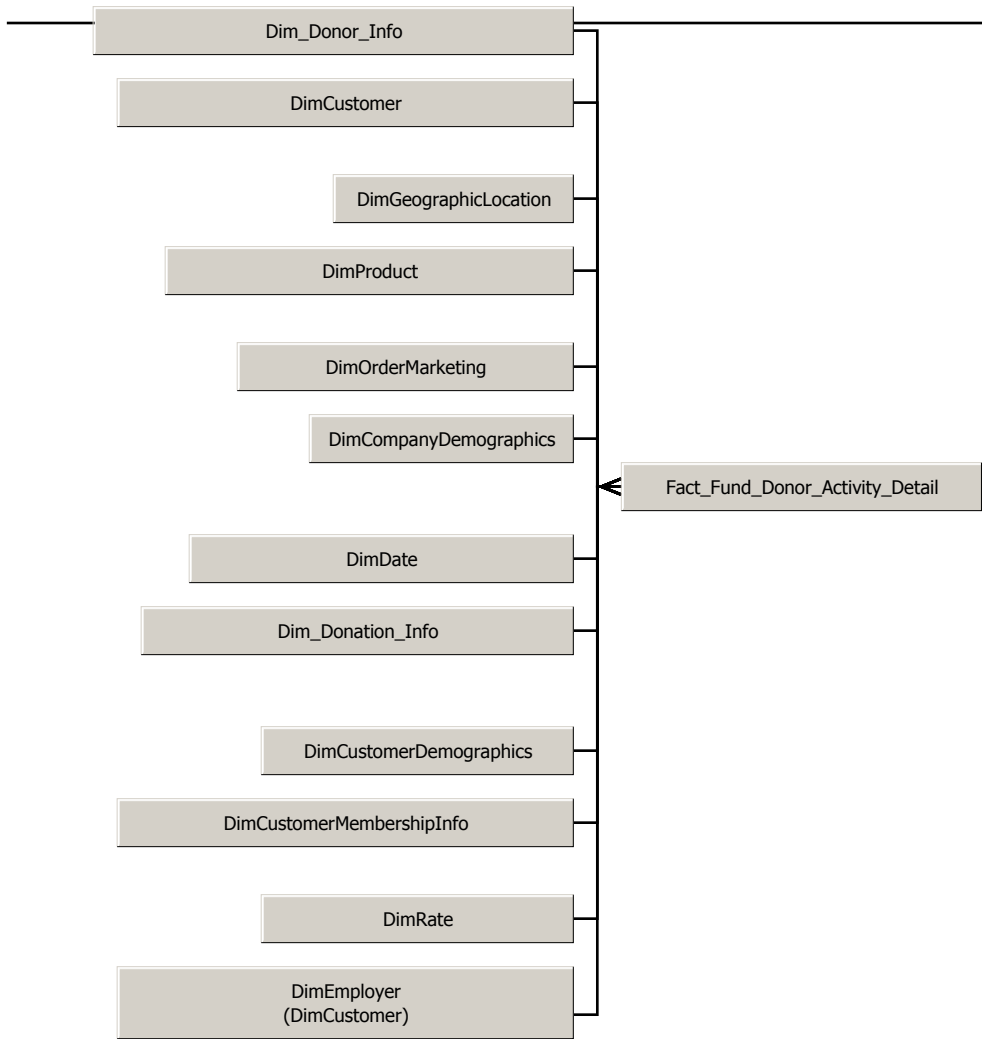 Dim_Donor_Info
DimCustomer
DimGeographicLocation
DimProduct
DimOrderMarketing
DimCompanyDemographics
Fact_Fund_Donor_Activity_Detail
DimDate
Dim_Donation_Info
DimCustomerDemographics
DimCustomerMembershipInfo
DimRate
DimEmployer
(DimCustomer)